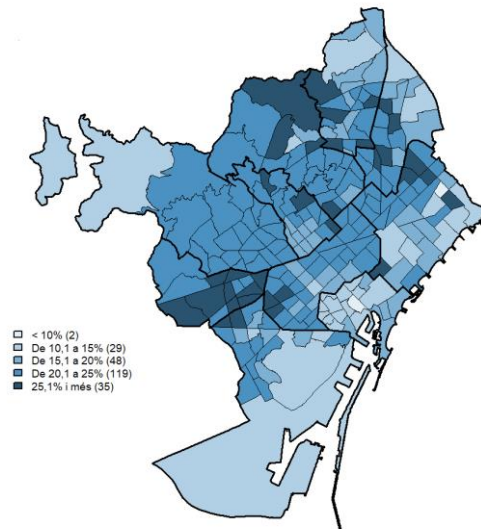 < 10% (2)
De 10,1 a 15% (29)
De 15,1 a 20% (48)
De 20,1 a 25% (119)
25,1% i més (35)